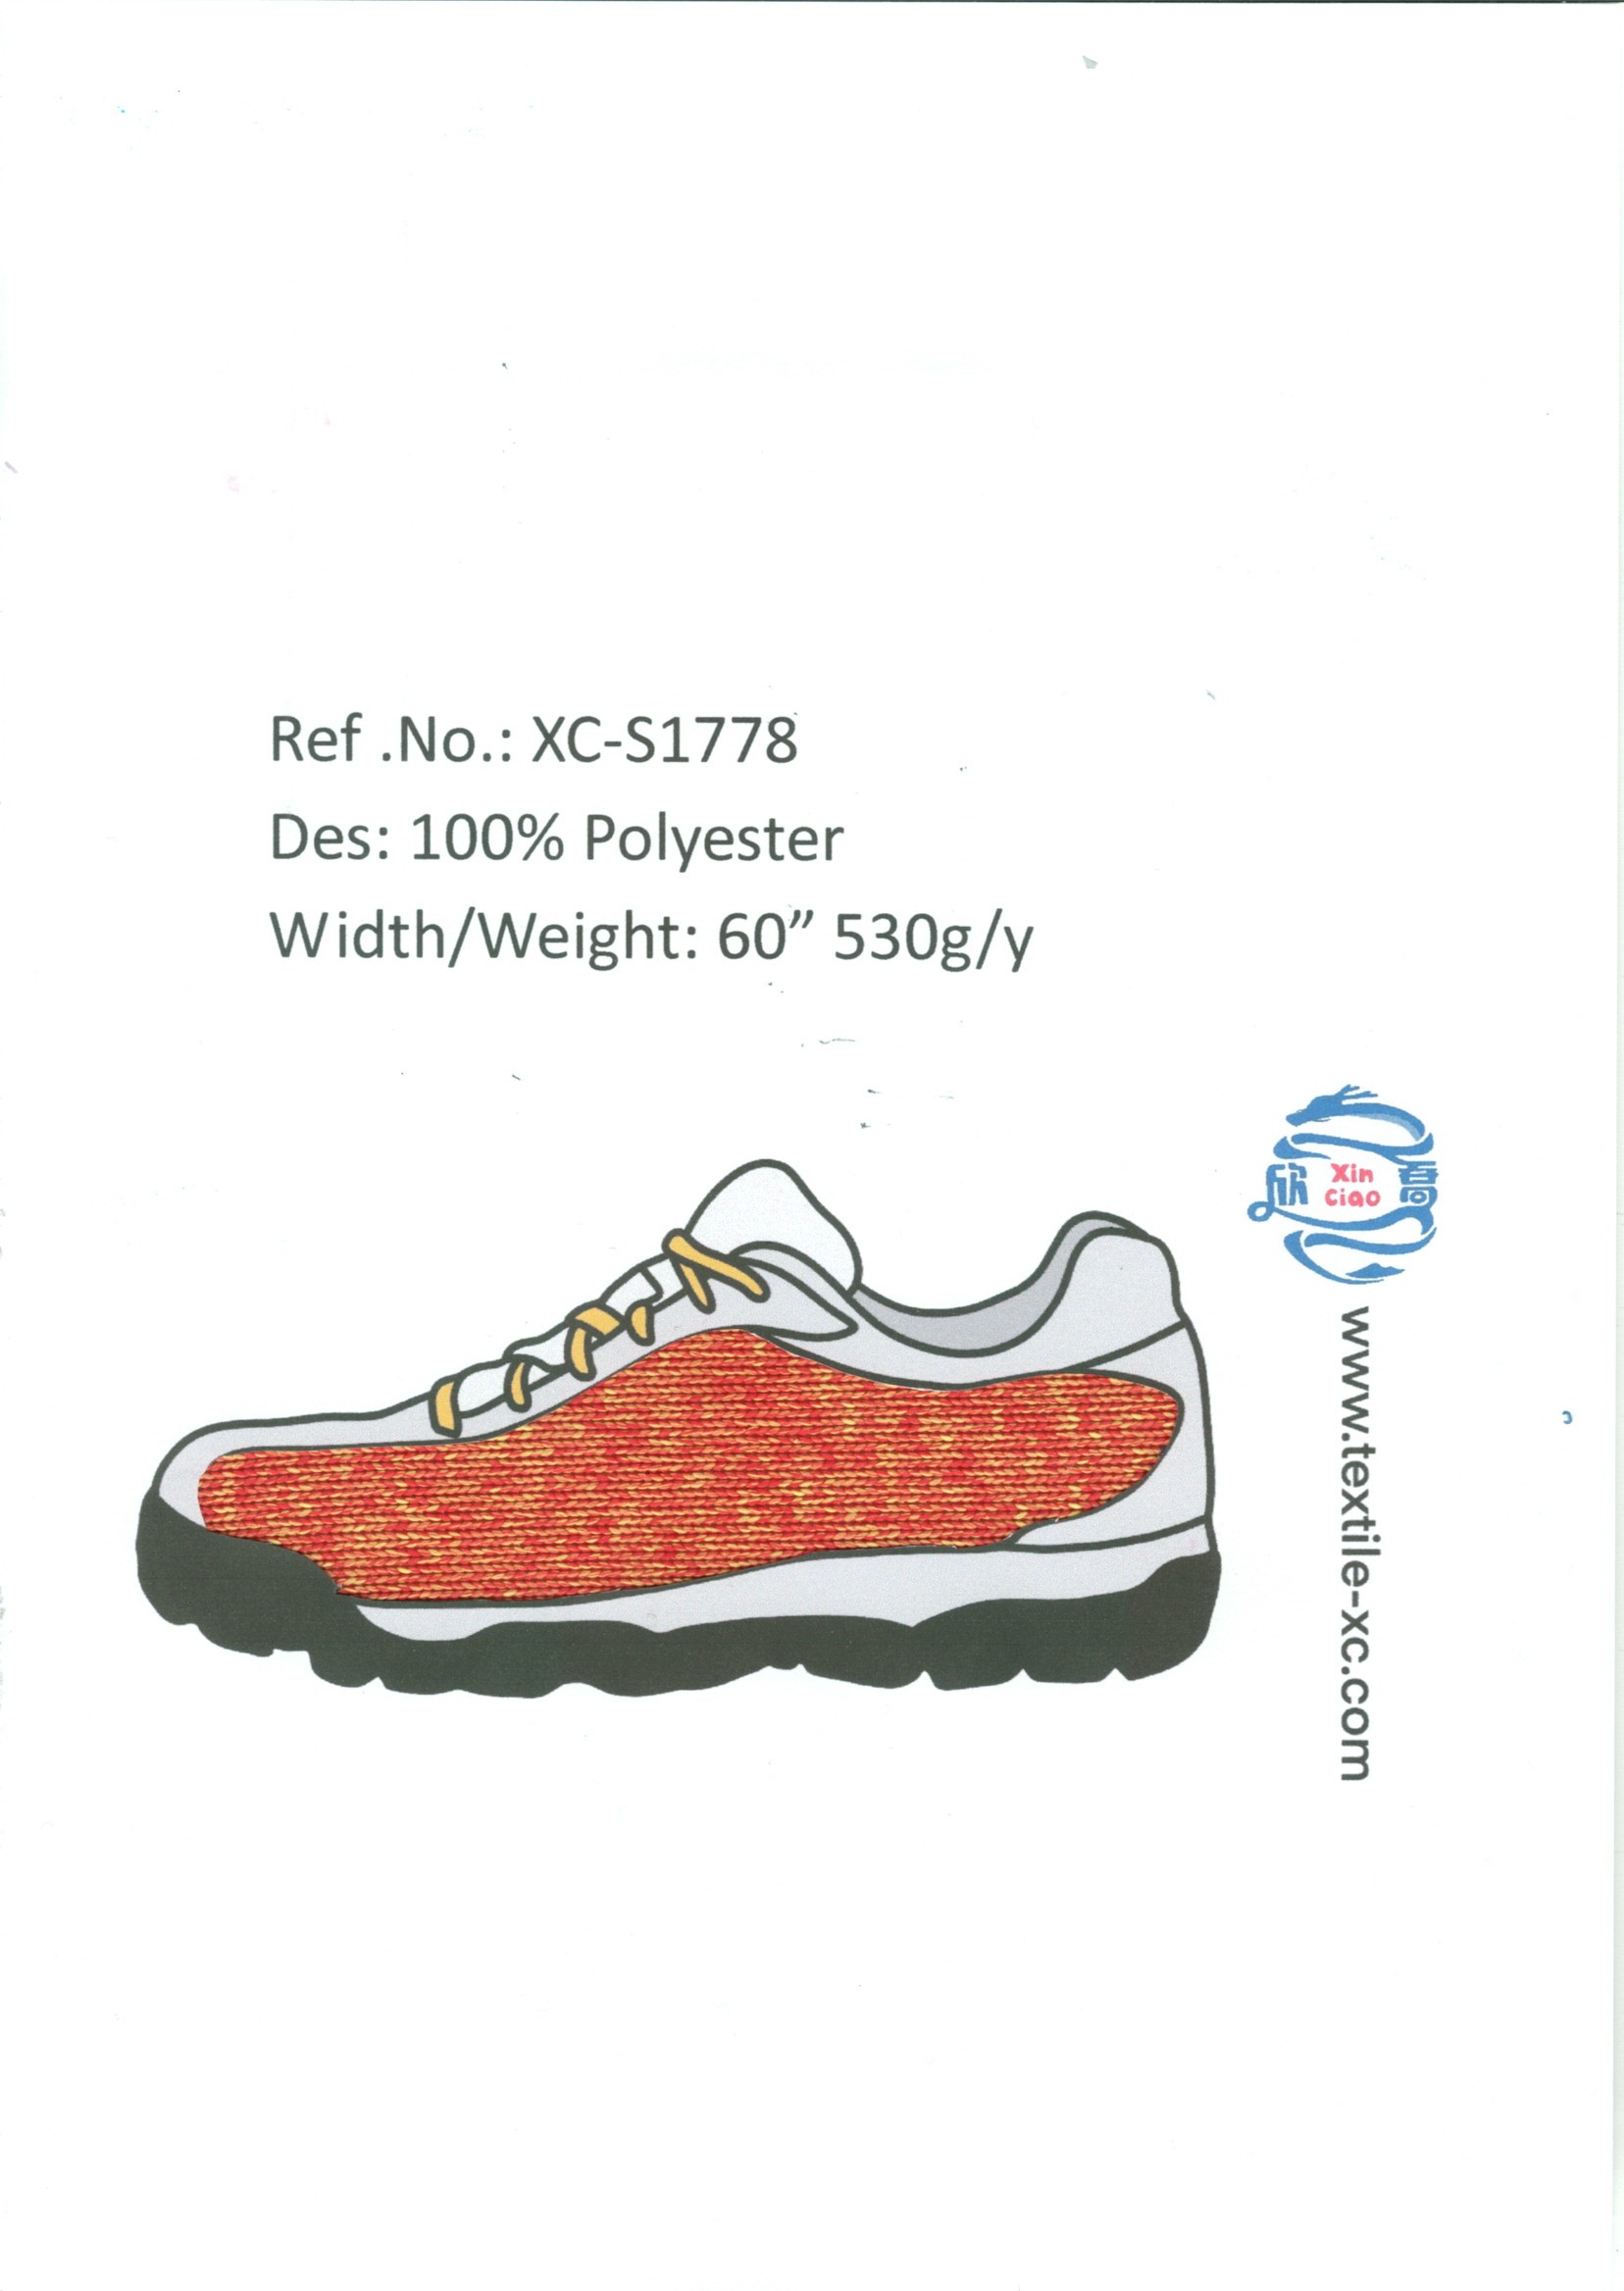 Ref .No.: XC-S1778
Des: 100% Polyester
Width/Weight: 60” 530g/y
欣 Xin 喬
Ciao
www.textile-xc.com